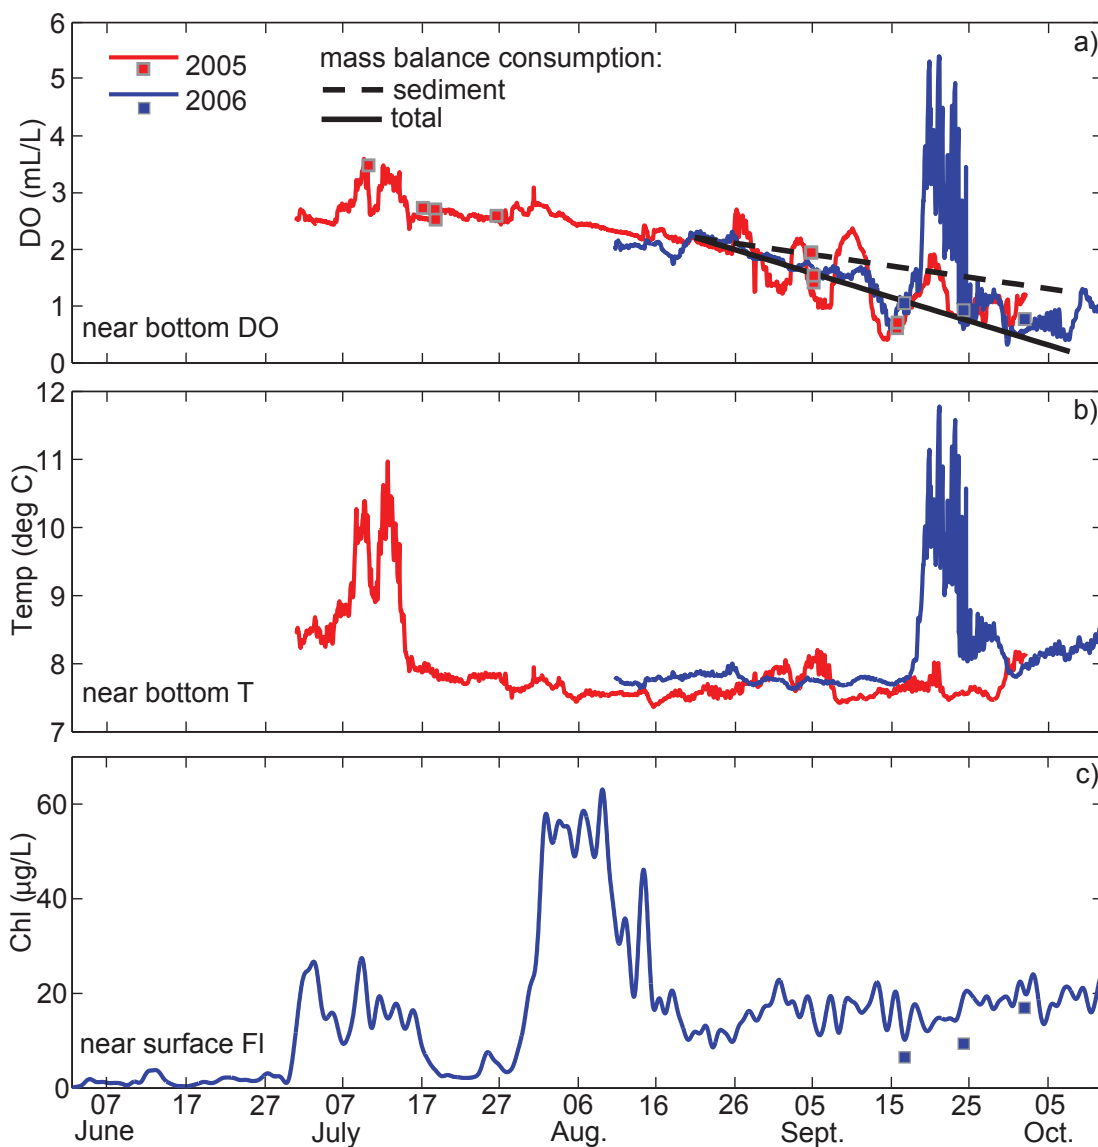 6
5
4
3
2
1
0
DO (mL/L)
a)
2005
2006
mass balance consumption:
sediment
total
near bottom DO
12
11
10
9
8
7
Temp (deg C)
b)
near bottom T
60
40
20
0
Chl (µg/L)
c)
near surface Fl
07 17 27 07 17 27 06 16 26 05 15 25 05
June July Aug. Sept. Oct.